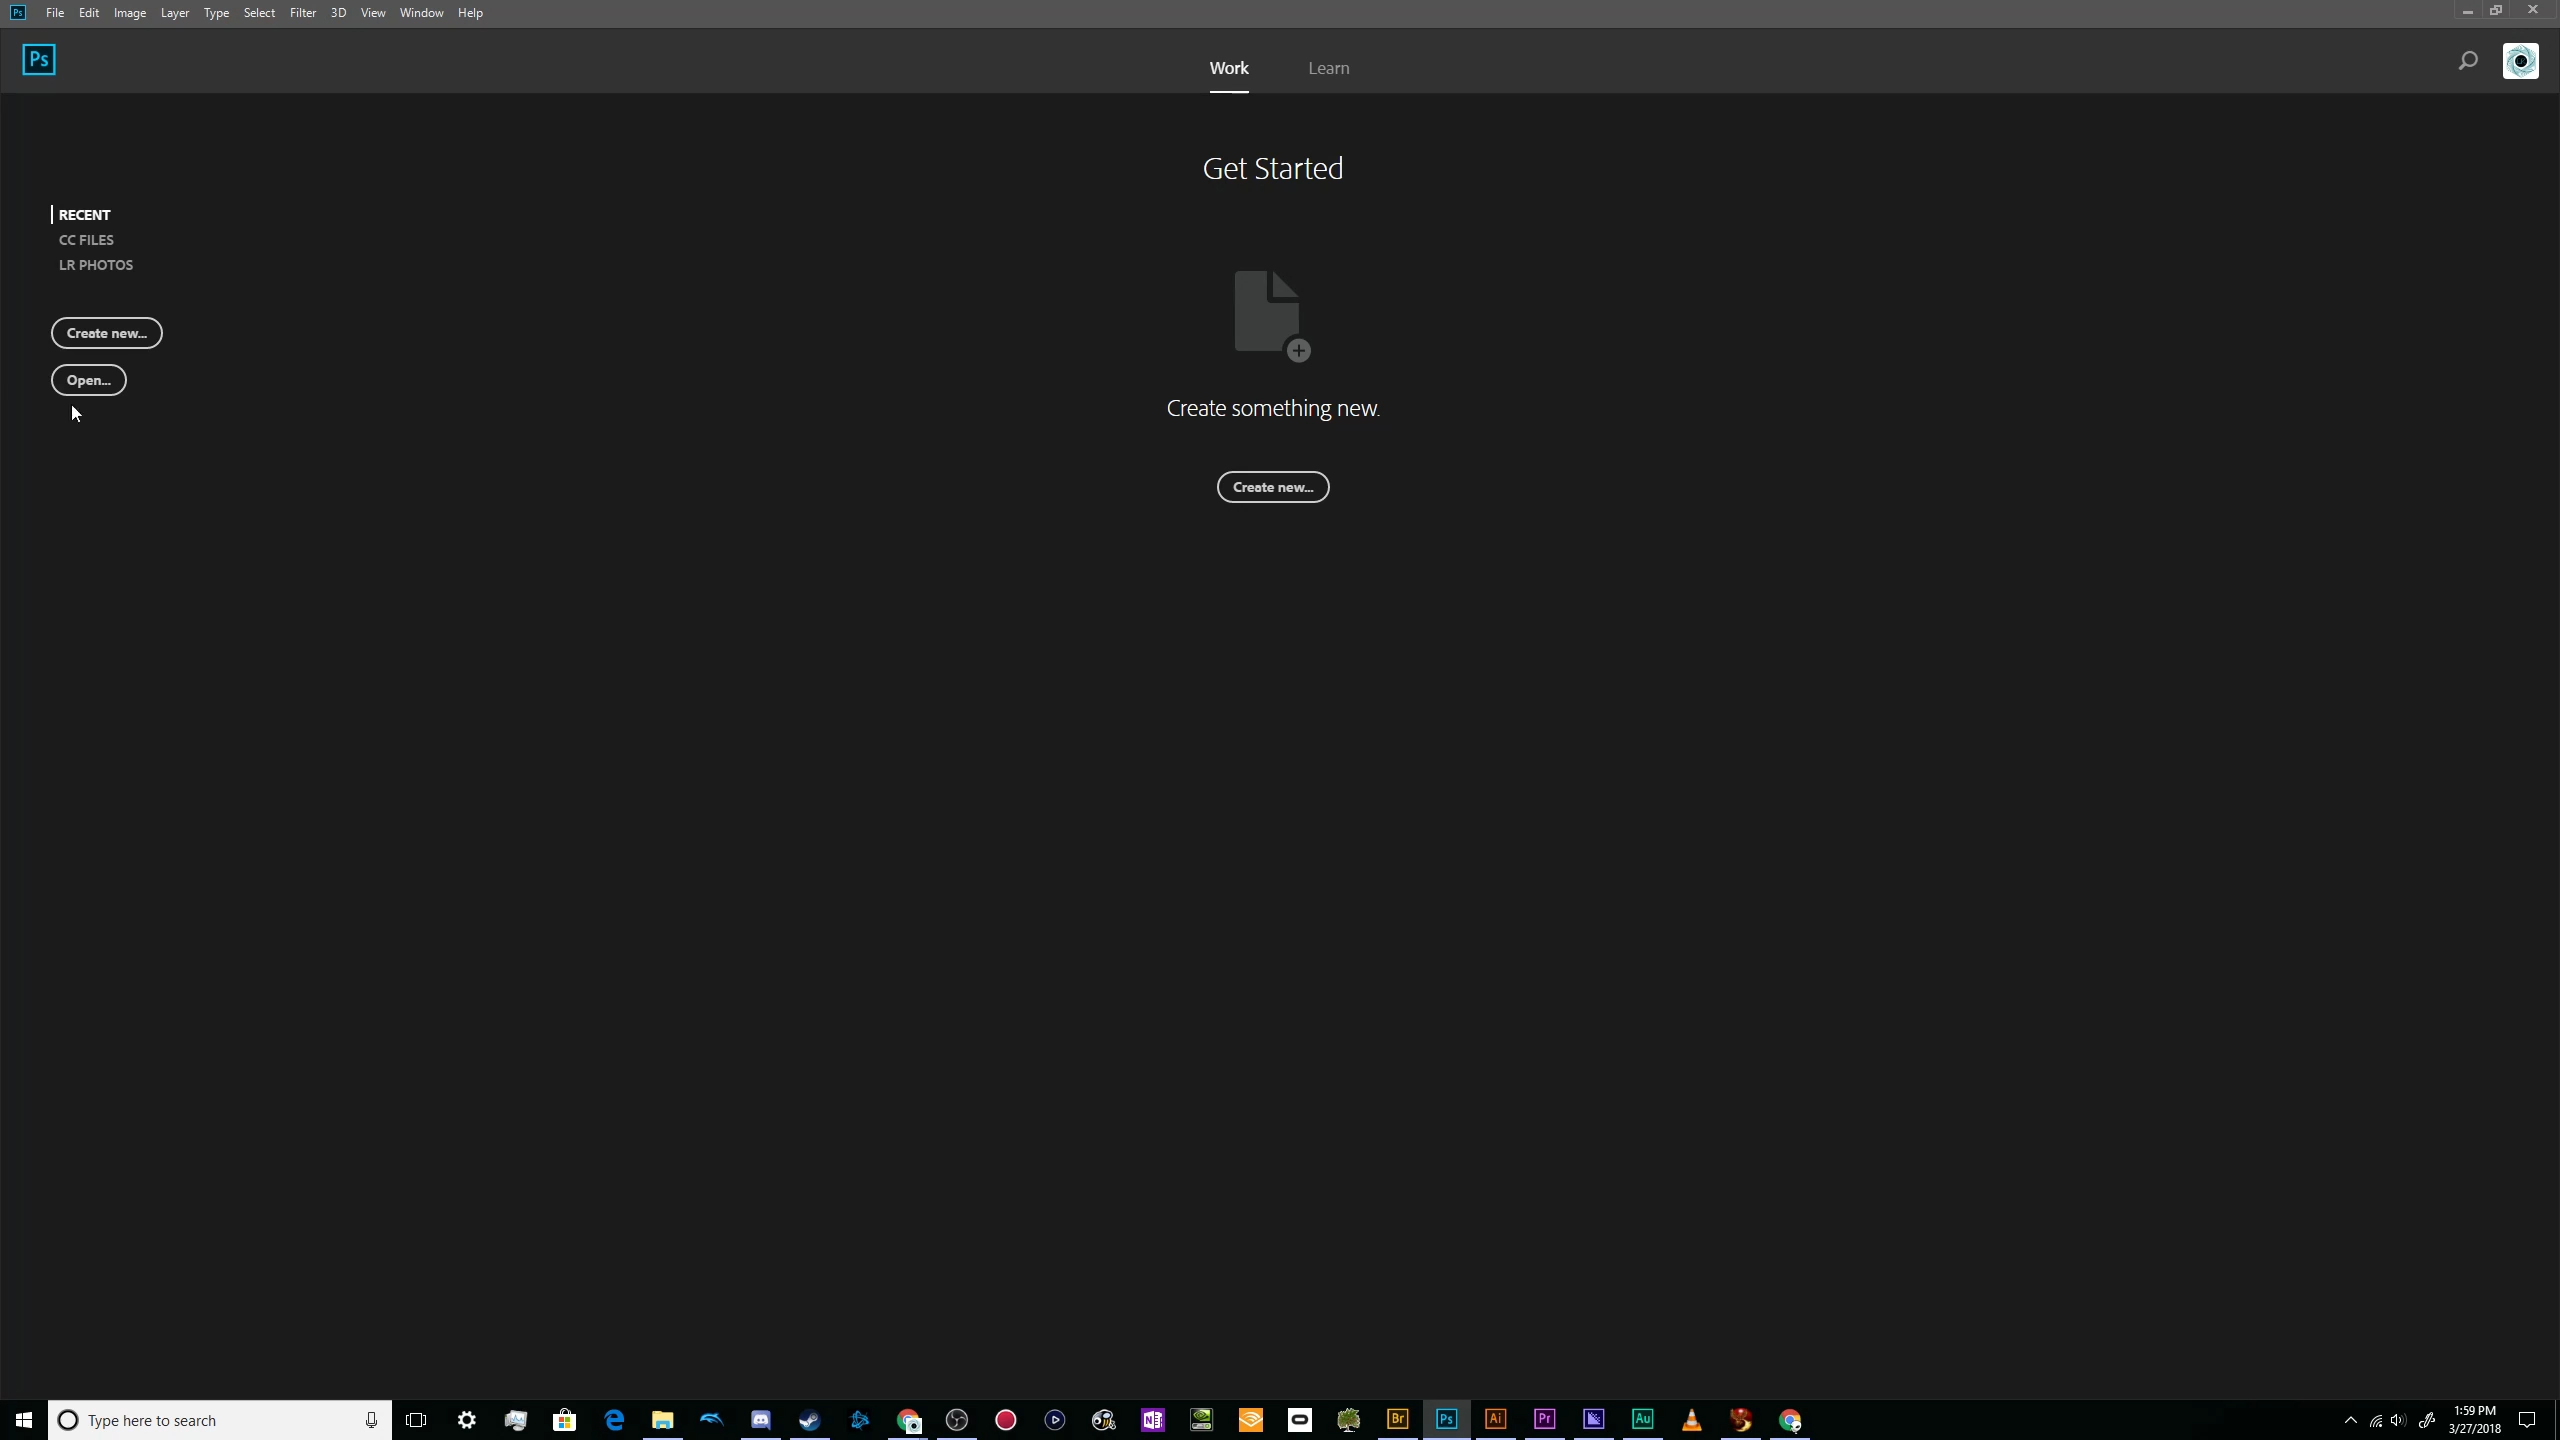 Ps File Edit Image Layer Type Select Filter 3D View Window Help
Ps
Work Learn
Get Started
RECENT
CC FILES
LR PHOTOS
Create new...
Open...
Create something new.
Create new...
Type here to search
N Br Ps Ai Pr Au
1:59 PM
3/27/2018